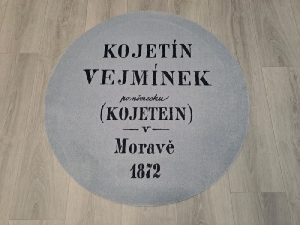 KOJETÍN
VEJMÍNEK
po německu
(KOJETEIN)
v
Moravě
1872